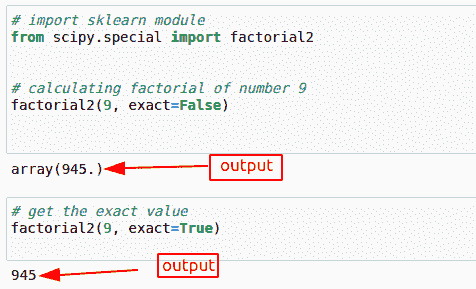 # import sklearn module
from scipy.special import factorial2
# calculating factorial of number 9
factorial2(9, exact=False)
array(945.)
output
# get the exact value
factorial2(9, exact=True)
945
output